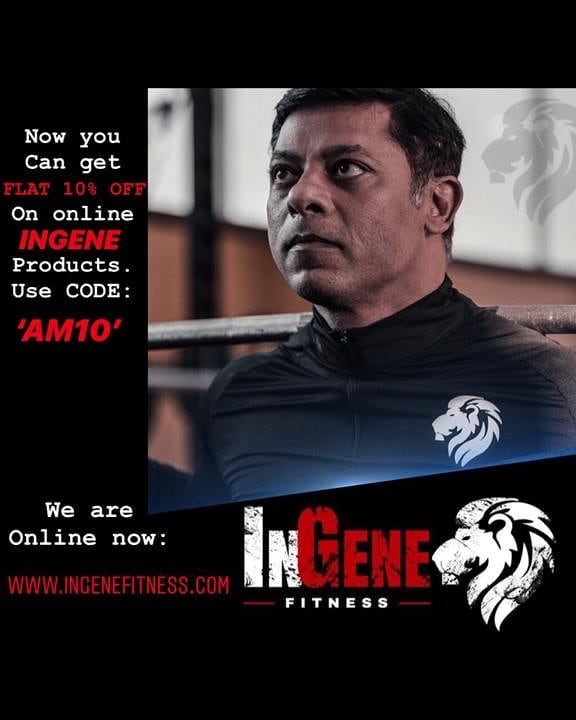 Now you
Can get
FLAT 10% OFF
On online
INGENE
Products.
Use CODE:
'AM10'
We are
Online now:
WWW.INGENEFITNESS.COM
INGENE
FITNESS